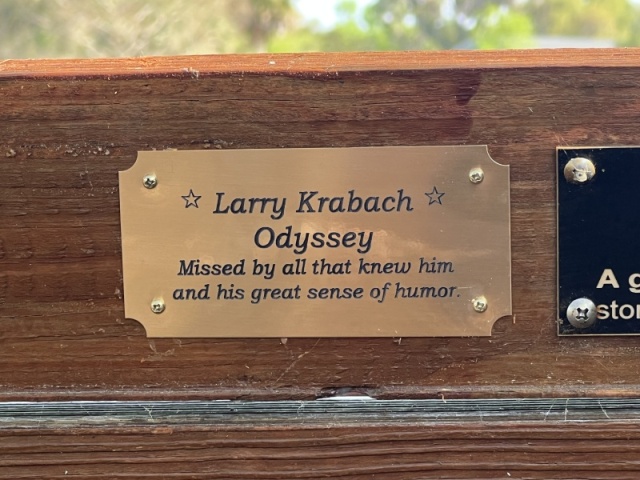 ☆ Larry Krabach ☆
Odyssey
Missed by all that knew him
and his great sense of humor.
A